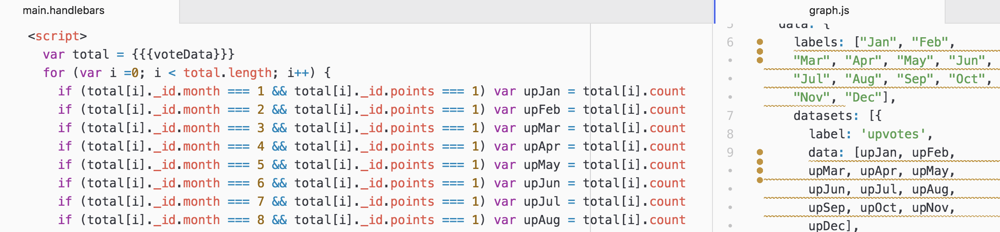 main.handlebars
<script>
var total = {{{voteData}}}
for (var i =0; i < total.length; i++) {
if (total[i]._id.month === 1 && total[i]._id.points === 1) var upJan = total[i].count
if (total[i]._id.month === 2 && total[i]._id.points === 1) var upFeb = total[i].count
if (total[i]._id.month === 3 && total[i]._id.points === 1) var upMar = total[i].count
if (total[i]._id.month === 4 && total[i]._id.points === 1) var upApr = total[i].count
if (total[i]._id.month === 5 && total[i]._id.points === 1) var upMay = total[i].count
if (total[i]._id.month === 6 && total[i]._id.points === 1) var upJun = total[i].count
if (total[i]._id.month === 7 && total[i]._id.points === 1) var upJul = total[i].count
if (total[i]._id.month === 8 && total[i]._id.points === 1) var upAug = total[i].count
graph.js
5 data: {
6 labels: ["Jan", "Feb",
"Mar", "Apr", "May", "Jun",
"Jul", "Aug", "Sep", "Oct",
"Nov", "Dec"],
7 datasets: [{
8 label: 'upvotes',
9 data: [upJan, upFeb,
upMar, upApr, upMay,
upJun, upJul, upAug,
upSep, upOct, upNov,
upDec],